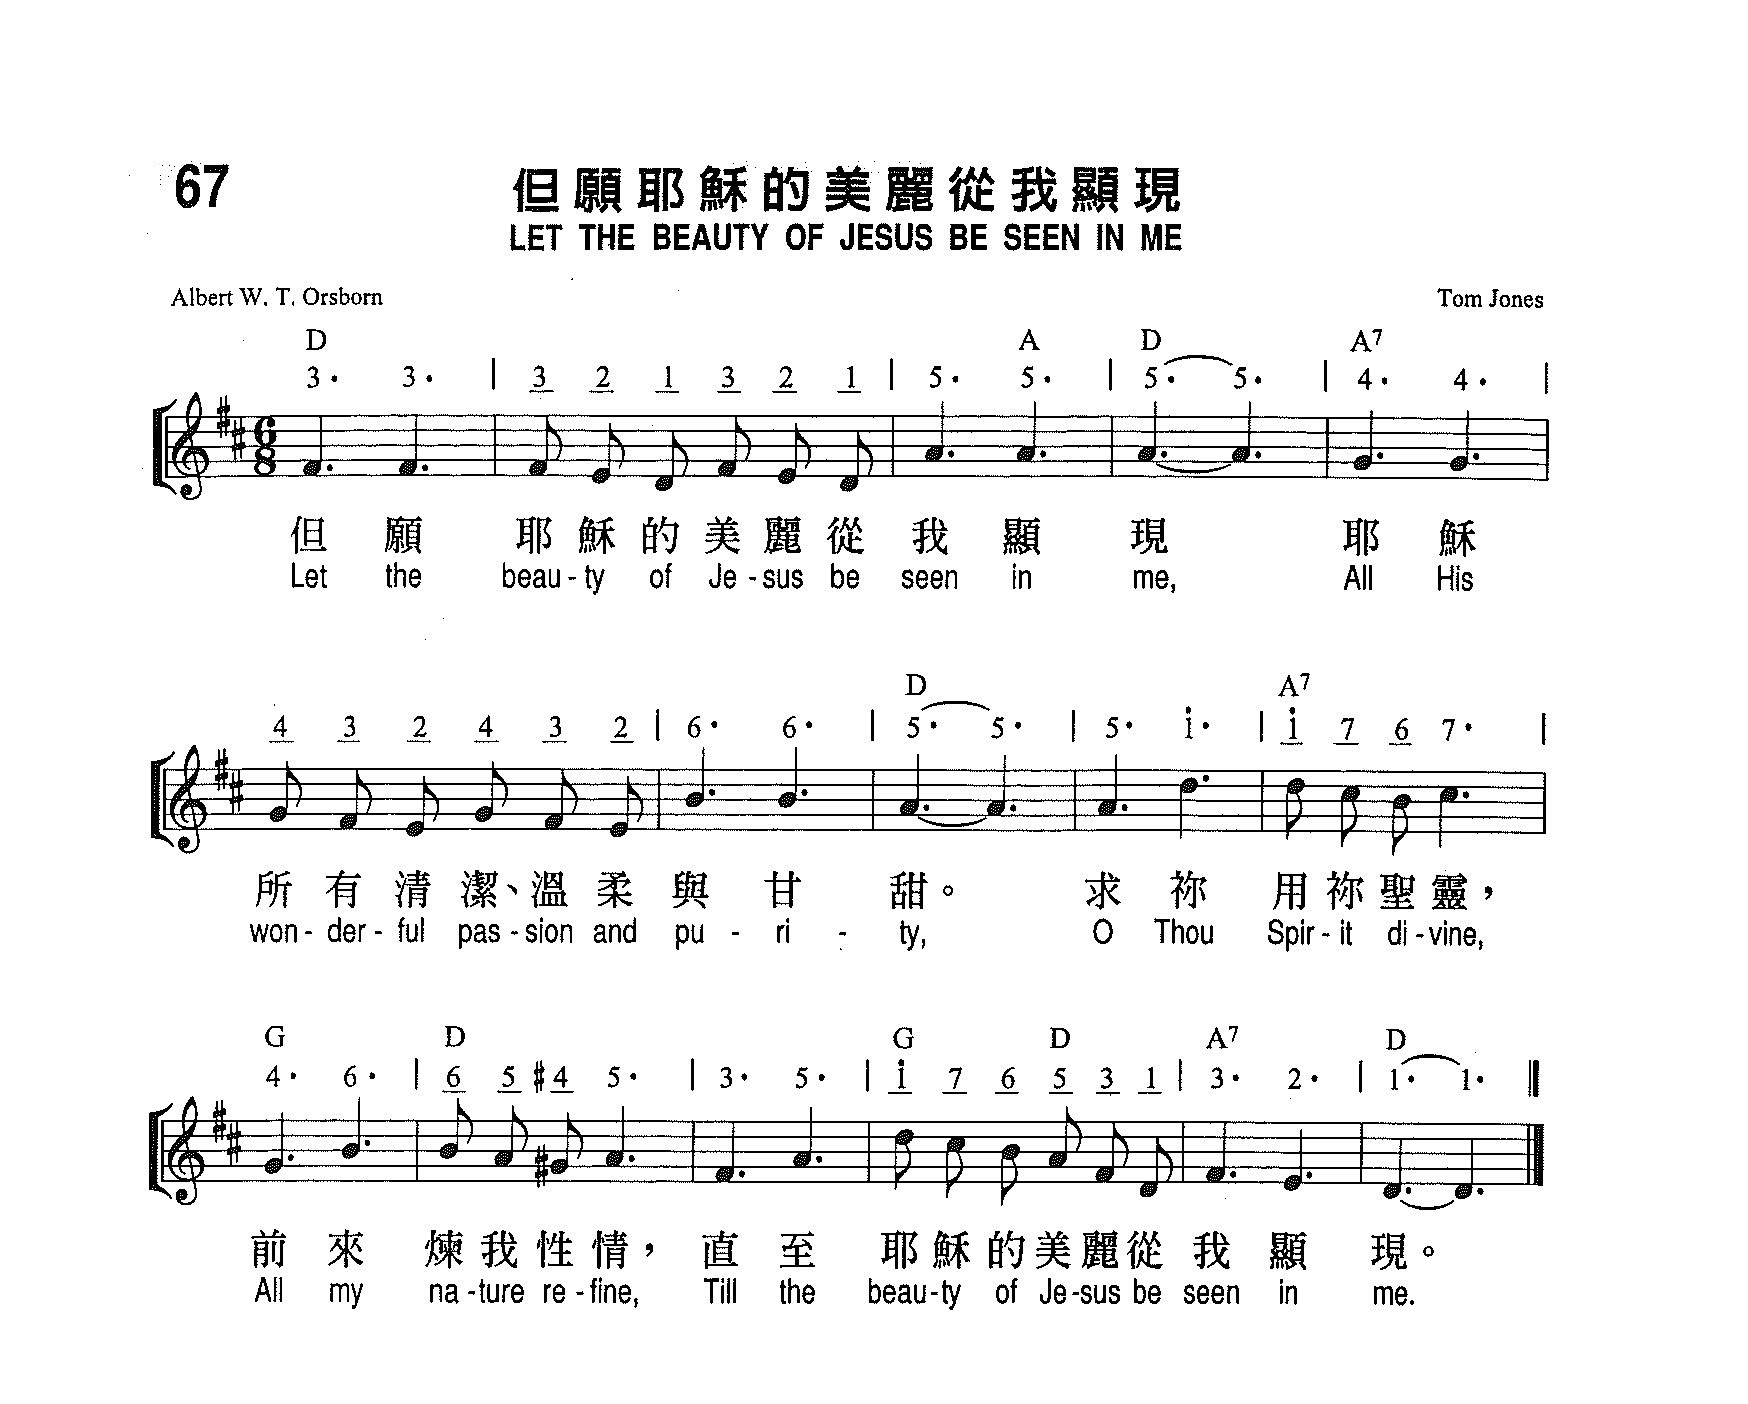 67
但願耶穌的美麗從我顯現
LET THE BEAUTY OF JESUS BE SEEN IN ME
Albert W. T. Orsborn
Tom Jones
D A D A7
3· 3· | 3 2 1 3 2 1 | 5· 5· | 5· 5· | 4· 4· |
6
8
但 願 耶 穌 的 美 麗 從 我 顯 現 耶 穌
Let the beau-ty of Je-sus be seen in me, All His
D A7
4 3 2 4 3 2 | 6· 6· | 5· 5· | 5· i· | i 7 6 7· |
所 有 清 潔、溫 柔 與 甘 甜。 求 祢 用 祢 聖 靈,
won- der- ful pas-sion and pu - ri - ty, O Thou Spir-it di-vine,
G D G D A7 D
4· 6· | 6 5 #4 5· | 3· 5· | i 7 6 5 3 1 | 3· 2· | 1· 1·
前 來 煉 我 性 情, 直 至 耶 穌 的 美 麗 從 我 顯 現。
All my na-ture re-fine, Till the beau-ty of Je-sus be seen in me.